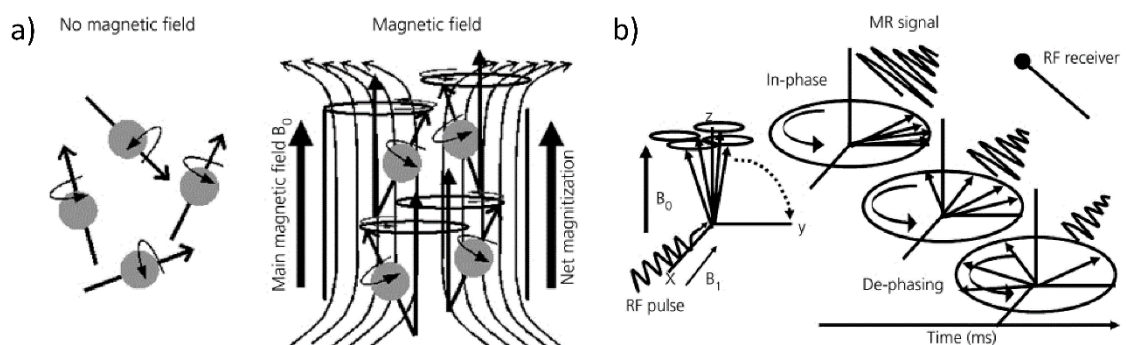 a)
No magnetic field
Magnetic field
Main magnetic field B0
Net magnitization
b)
MR signal
In-phase
RF receiver
z
B0
y
X
B1
RF pulse
De-phasing
Time (ms)